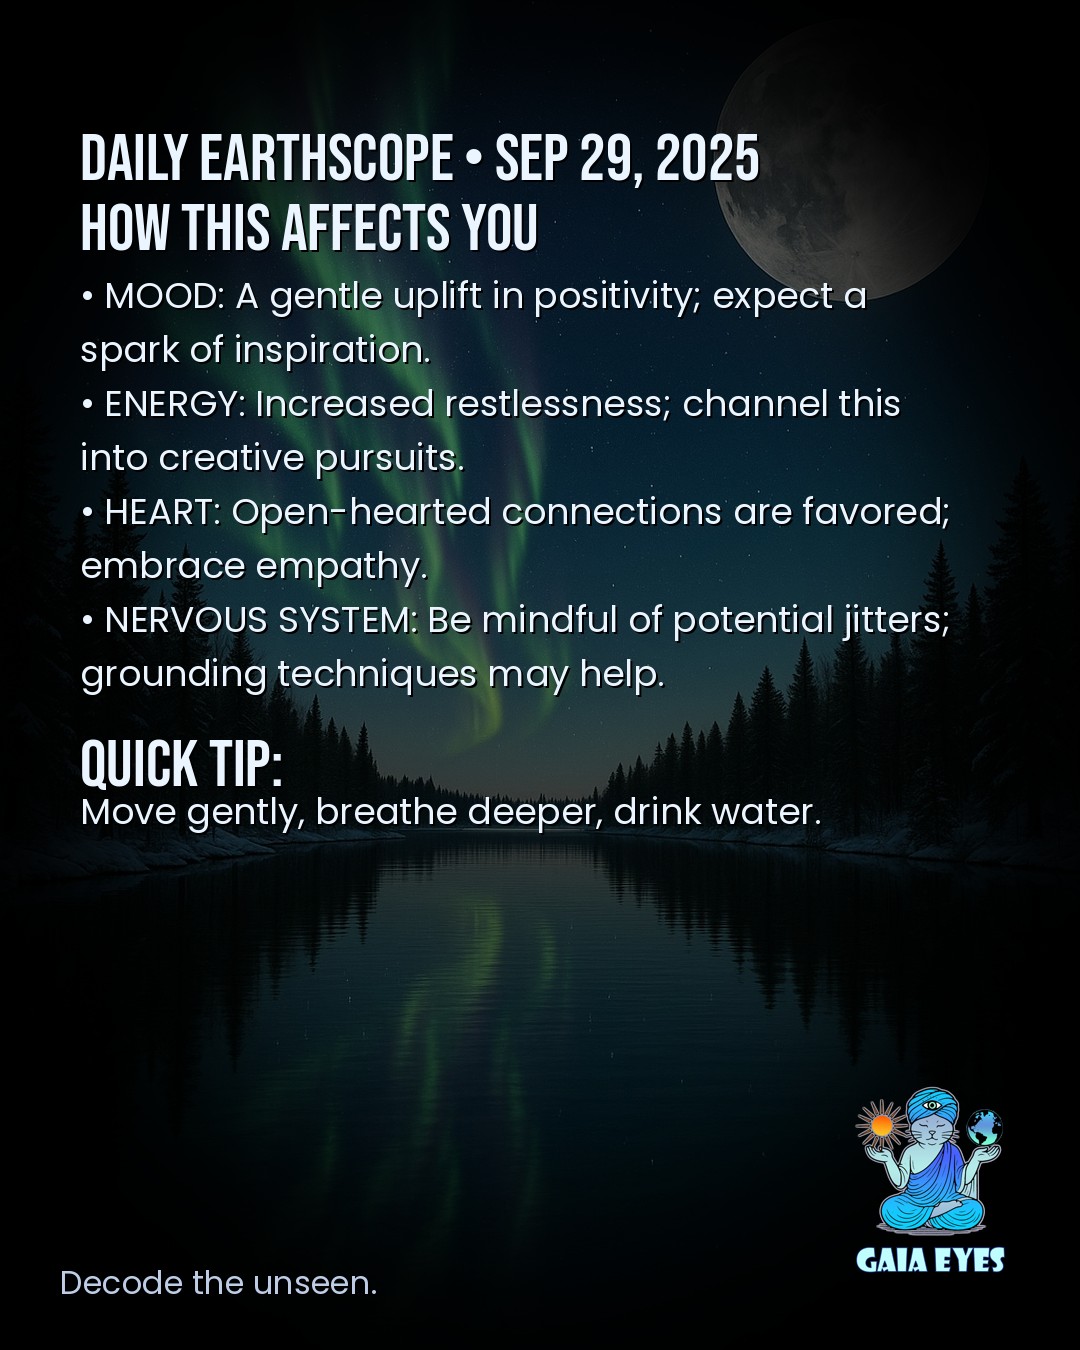 DAILY EARTHSCOPE • SEP 29, 2025
HOW THIS AFFECTS YOU
• MOOD: A gentle uplift in positivity; expect a
spark of inspiration.
• ENERGY: Increased restlessness; channel this
into creative pursuits.
• HEART: Open-hearted connections are favored;
embrace empathy.
• NERVOUS SYSTEM: Be mindful of potential jitters;
grounding techniques may help.
QUICK TIP:
Move gently, breathe deeper, drink water.
GAIA EYES
Decode the unseen.